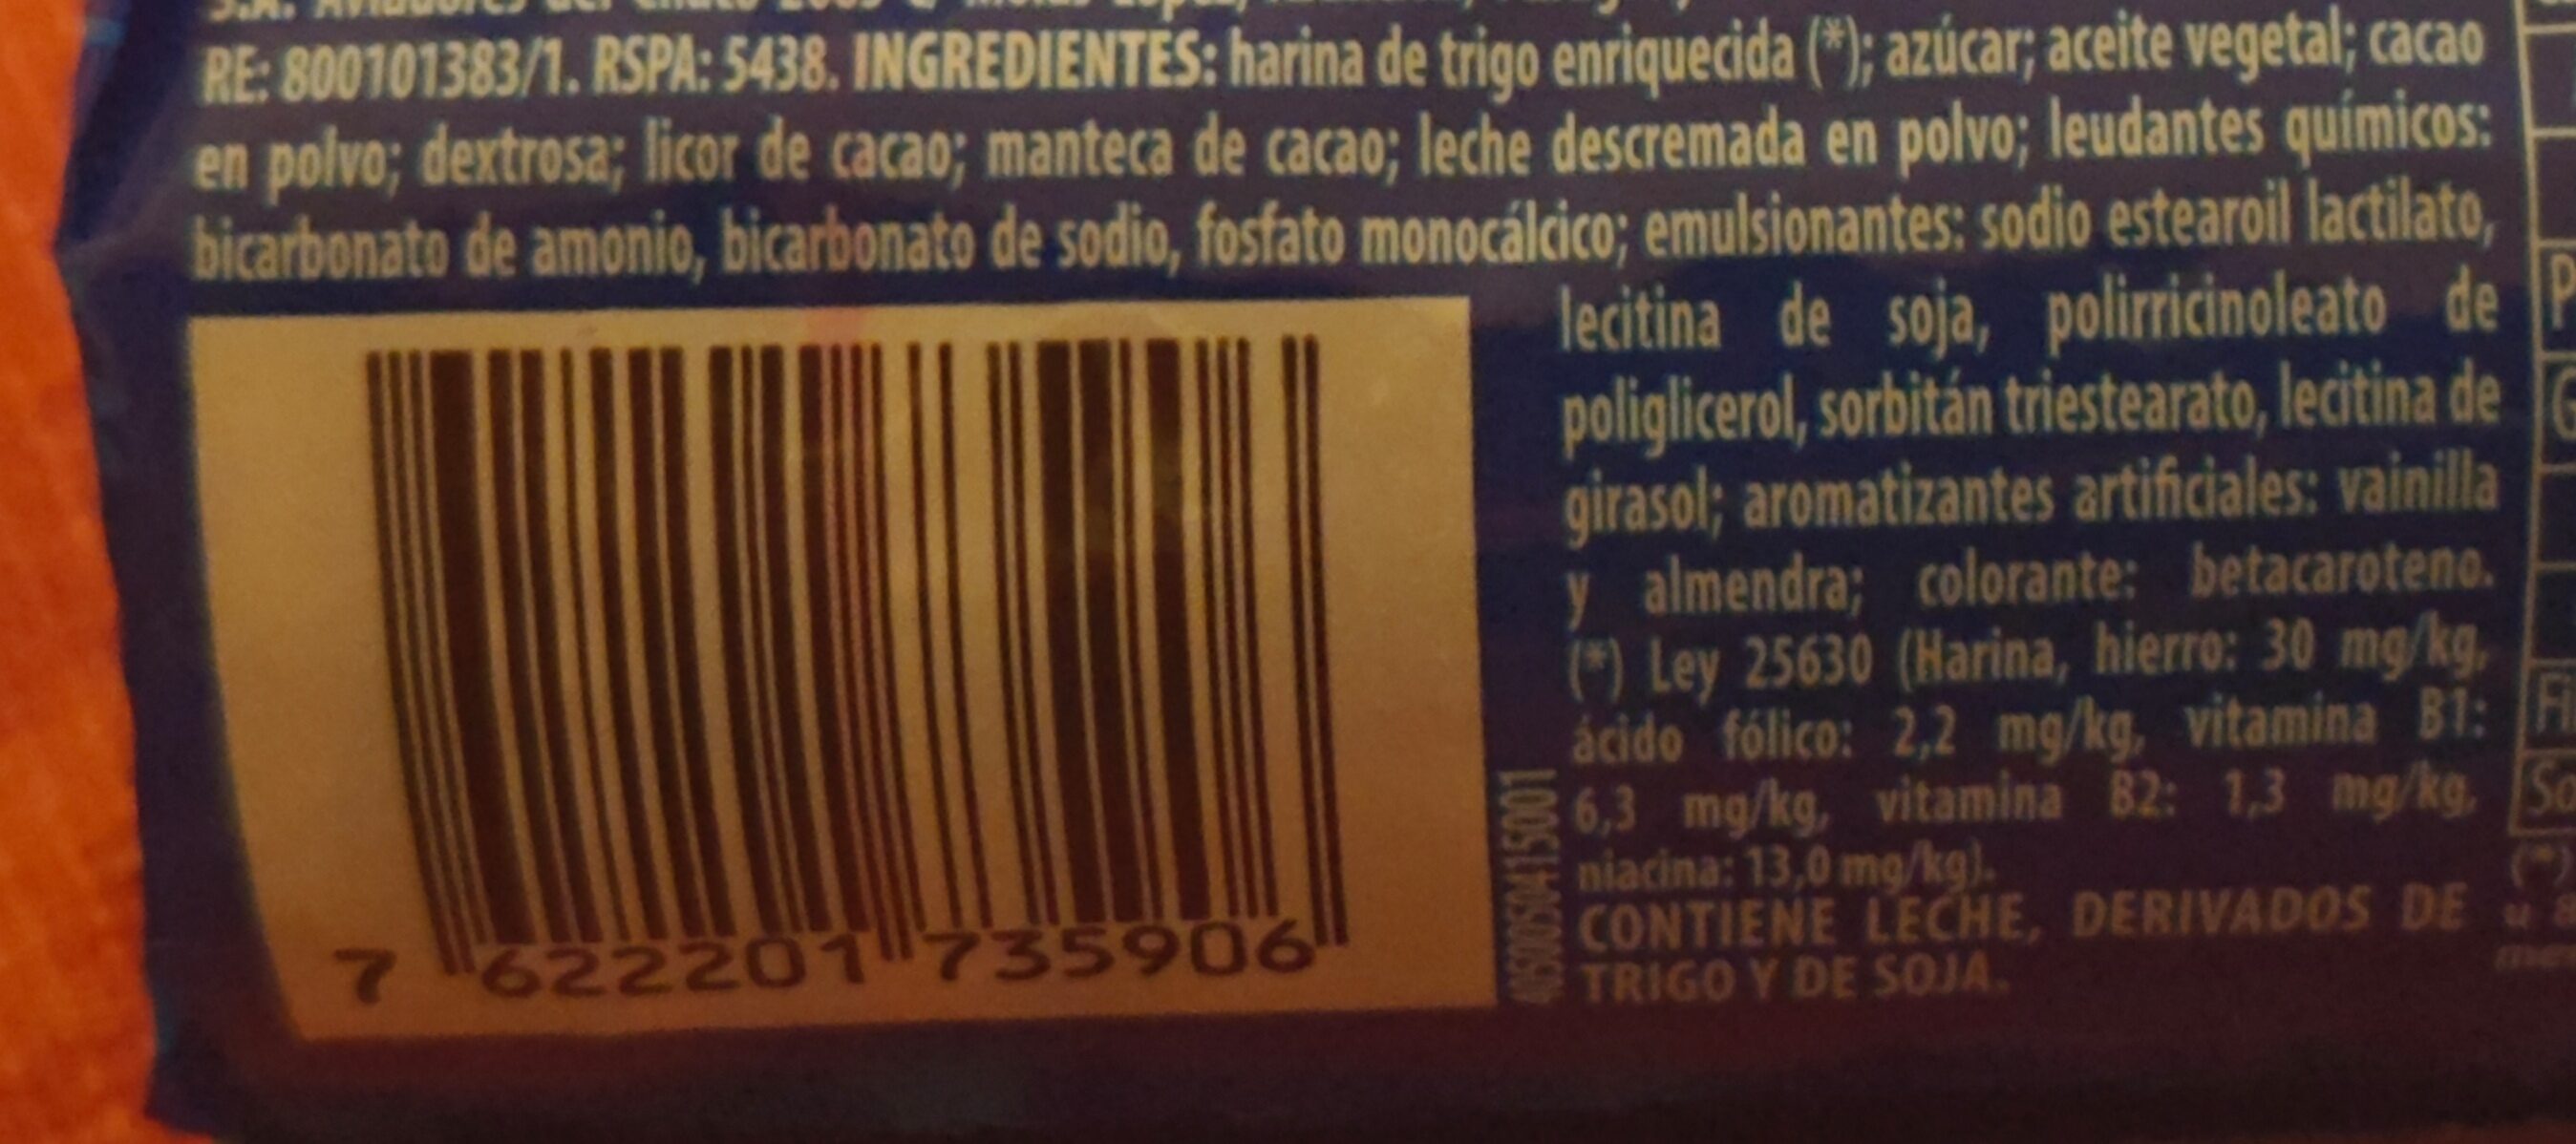 RE: 800101383/1. RSPA: 5438. INGREDIENTES: harina de trigo enriquecida (*); azúcar; aceite vegetal; cacao
en polvo; dextrosa; licor de cacao; manteca de cacao; leche descremada en polvo; leudantes químicos:
bicarbonato de amonio, bicarbonato de sodio, fosfato monocálcico; emulsionantes: sodio estearoil lactilato,
lecitina de soja, polirricinoleato de
poliglicerol, sorbitán triestearato, lecitina de
girasol; aromatizantes artificiales: vainilla
y almendra; colorante: betacaroteno.
(*) Ley 25630 (Harina, hierro: 30 mg/kg,
ácido fólico: 2,2 mg/kg, vitamina B1:
6,3 mg/kg, vitamina B2: 1,3 mg/kg,
niacina: 13,0 mg/kg).
CONTIENE LECHE, DERIVADOS DE
TRIGO Y DE SOJA.
7 622201 735906